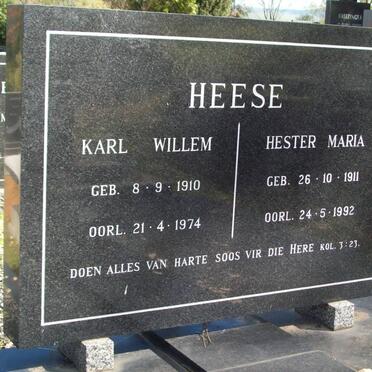 HEESE
KARL WILLEM
GEB. 8 - 9 - 1910
OORL. 21 - 4 - 1974
HESTER MARIA
GEB. 26 - 10 - 1911
OORL. 24 - 5 - 1992
DOEN ALLES VAN HARTE SOOS VIR DIE HERE KOL. 3 : 23.